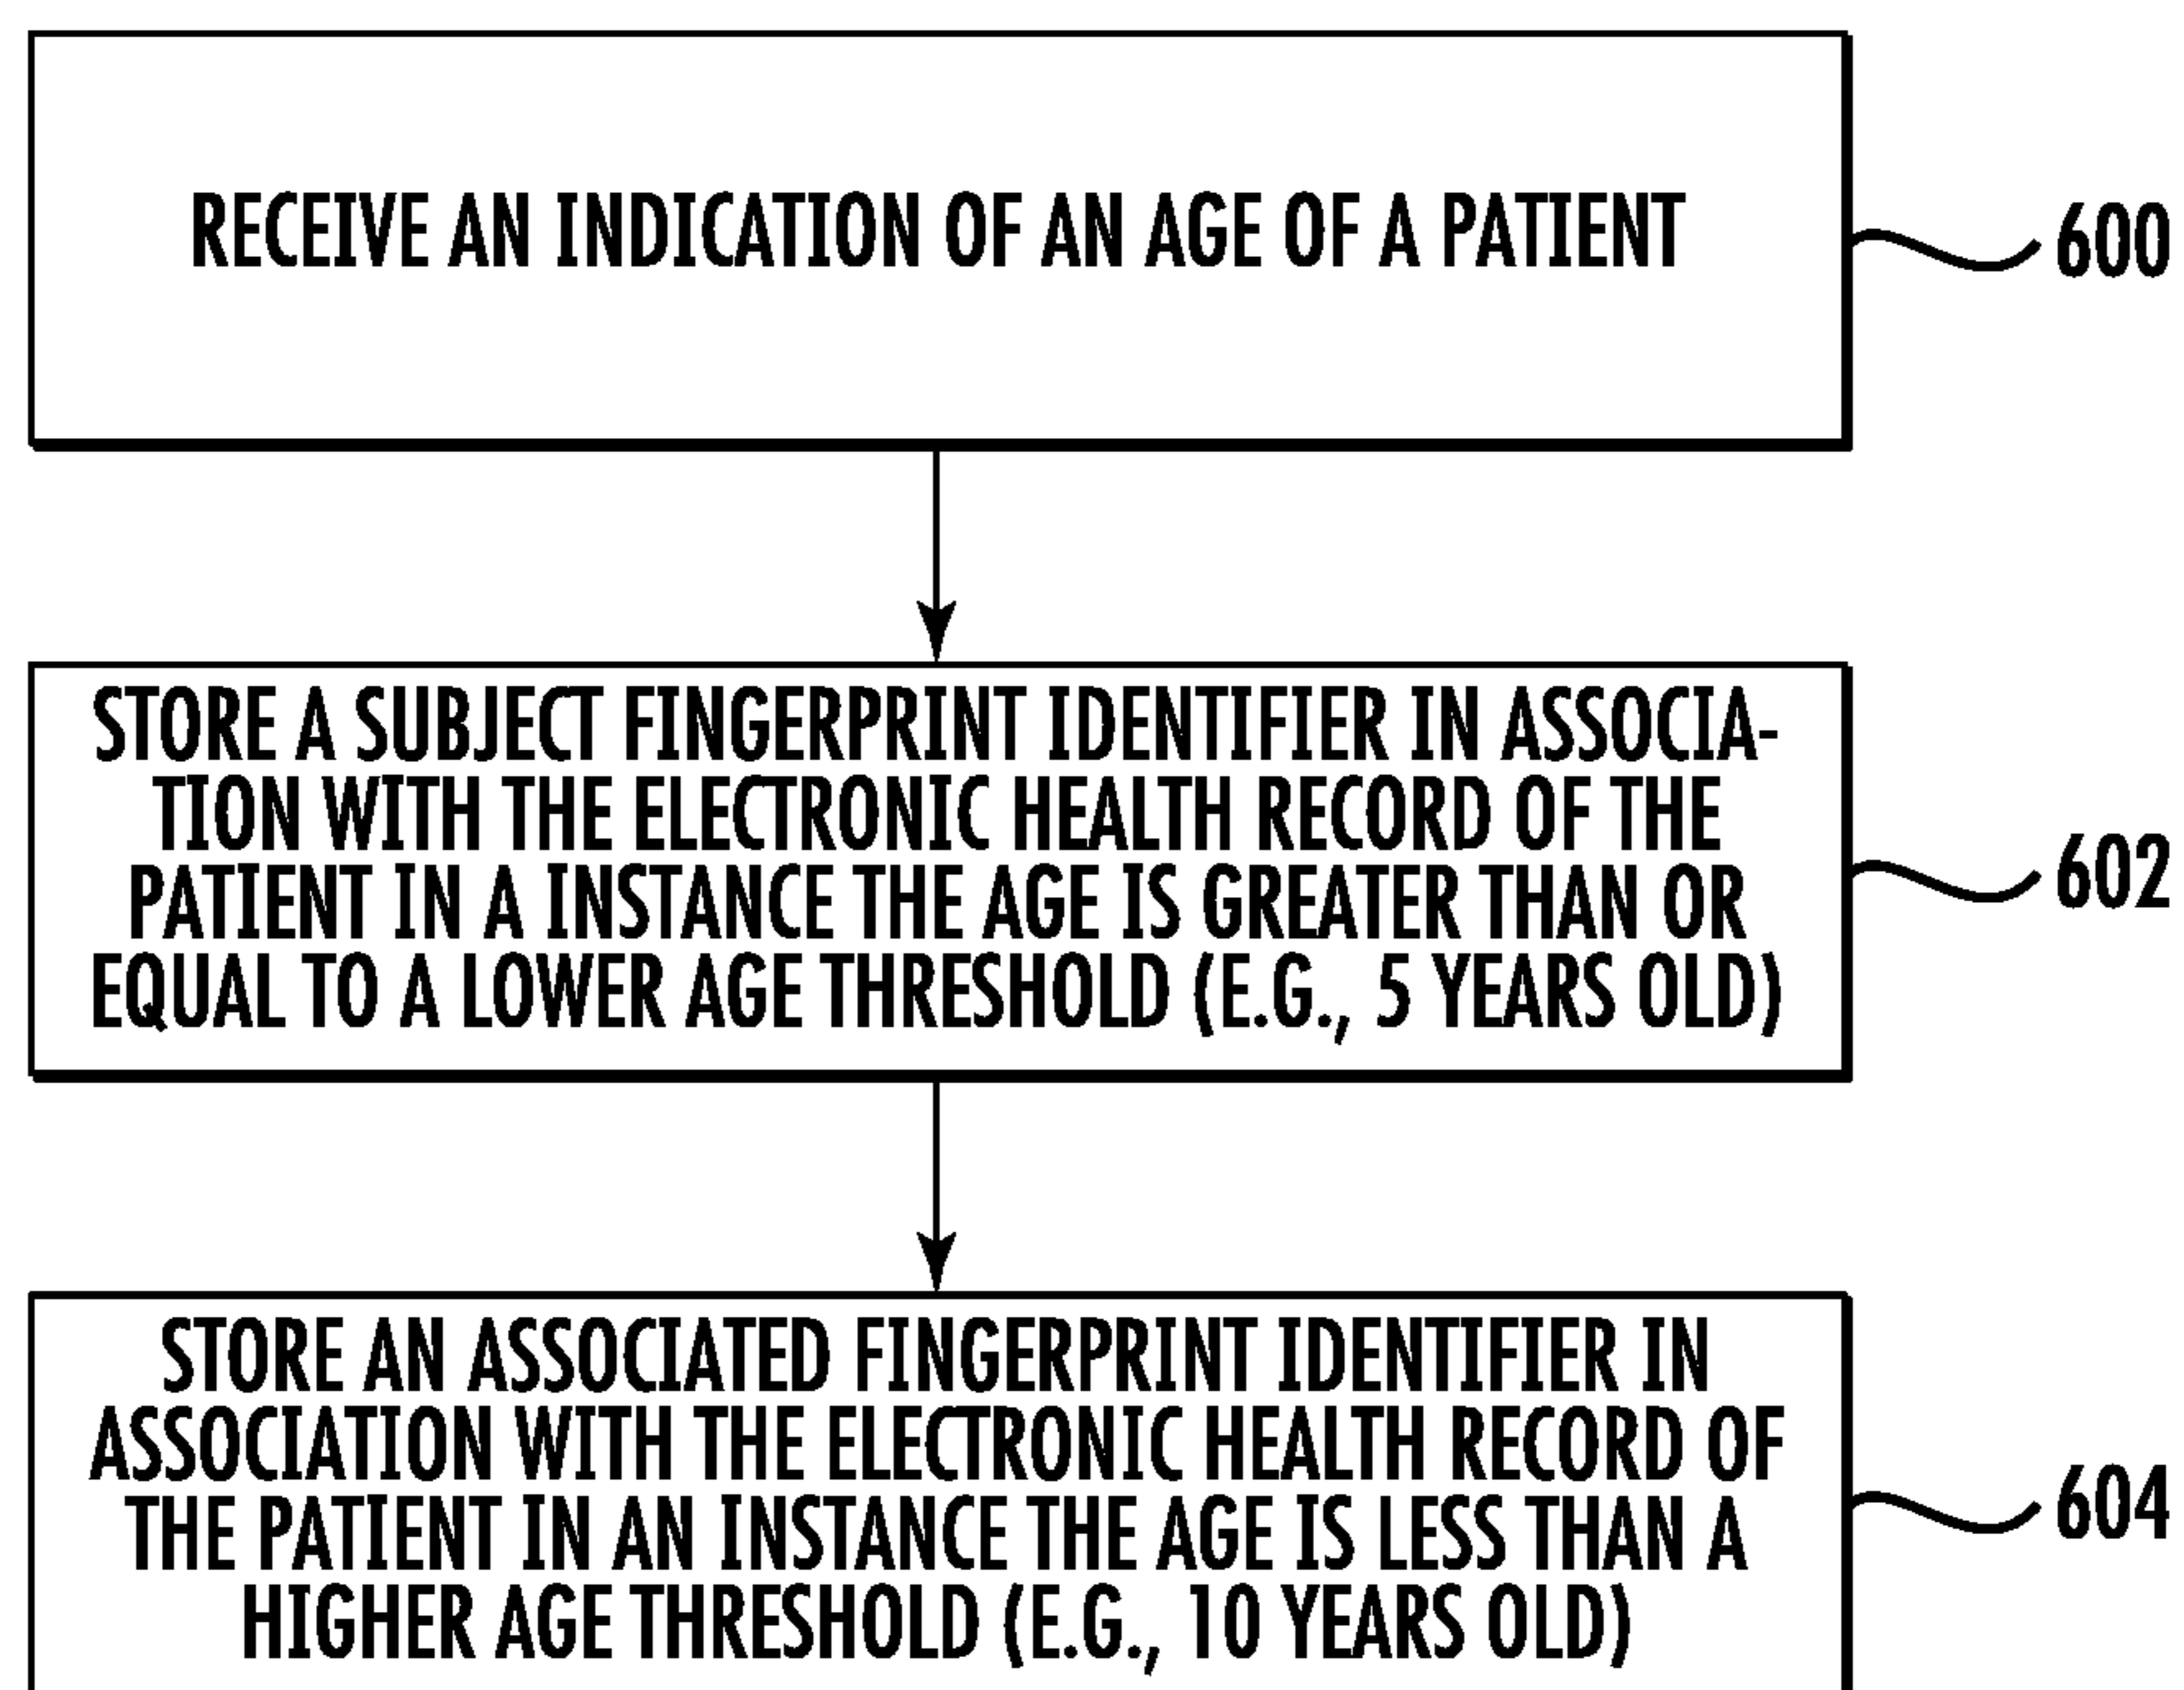 RECEIVE AN INDICATION OF AN AGE OF A PATIENT
600
STORE A SUBJECT FINGERPRINT IDENTIFIER IN ASSOCIA-
TION WITH THE ELECTRONIC HEALTH RECORD OF THE
PATIENT IN A INSTANCE THE AGE IS GREATER THAN OR
EQUAL TO A LOWER AGE THRESHOLD (E.G., 5 YEARS OLD)
602
STORE AN ASSOCIATED FINGERPRINT IDENTIFIER IN
ASSOCIATION WITH THE ELECTRONIC HEALTH RECORD OF
THE PATIENT IN AN INSTANCE THE AGE IS LESS THAN A
HIGHER AGE THRESHOLD (E.G., 10 YEARS OLD)
604